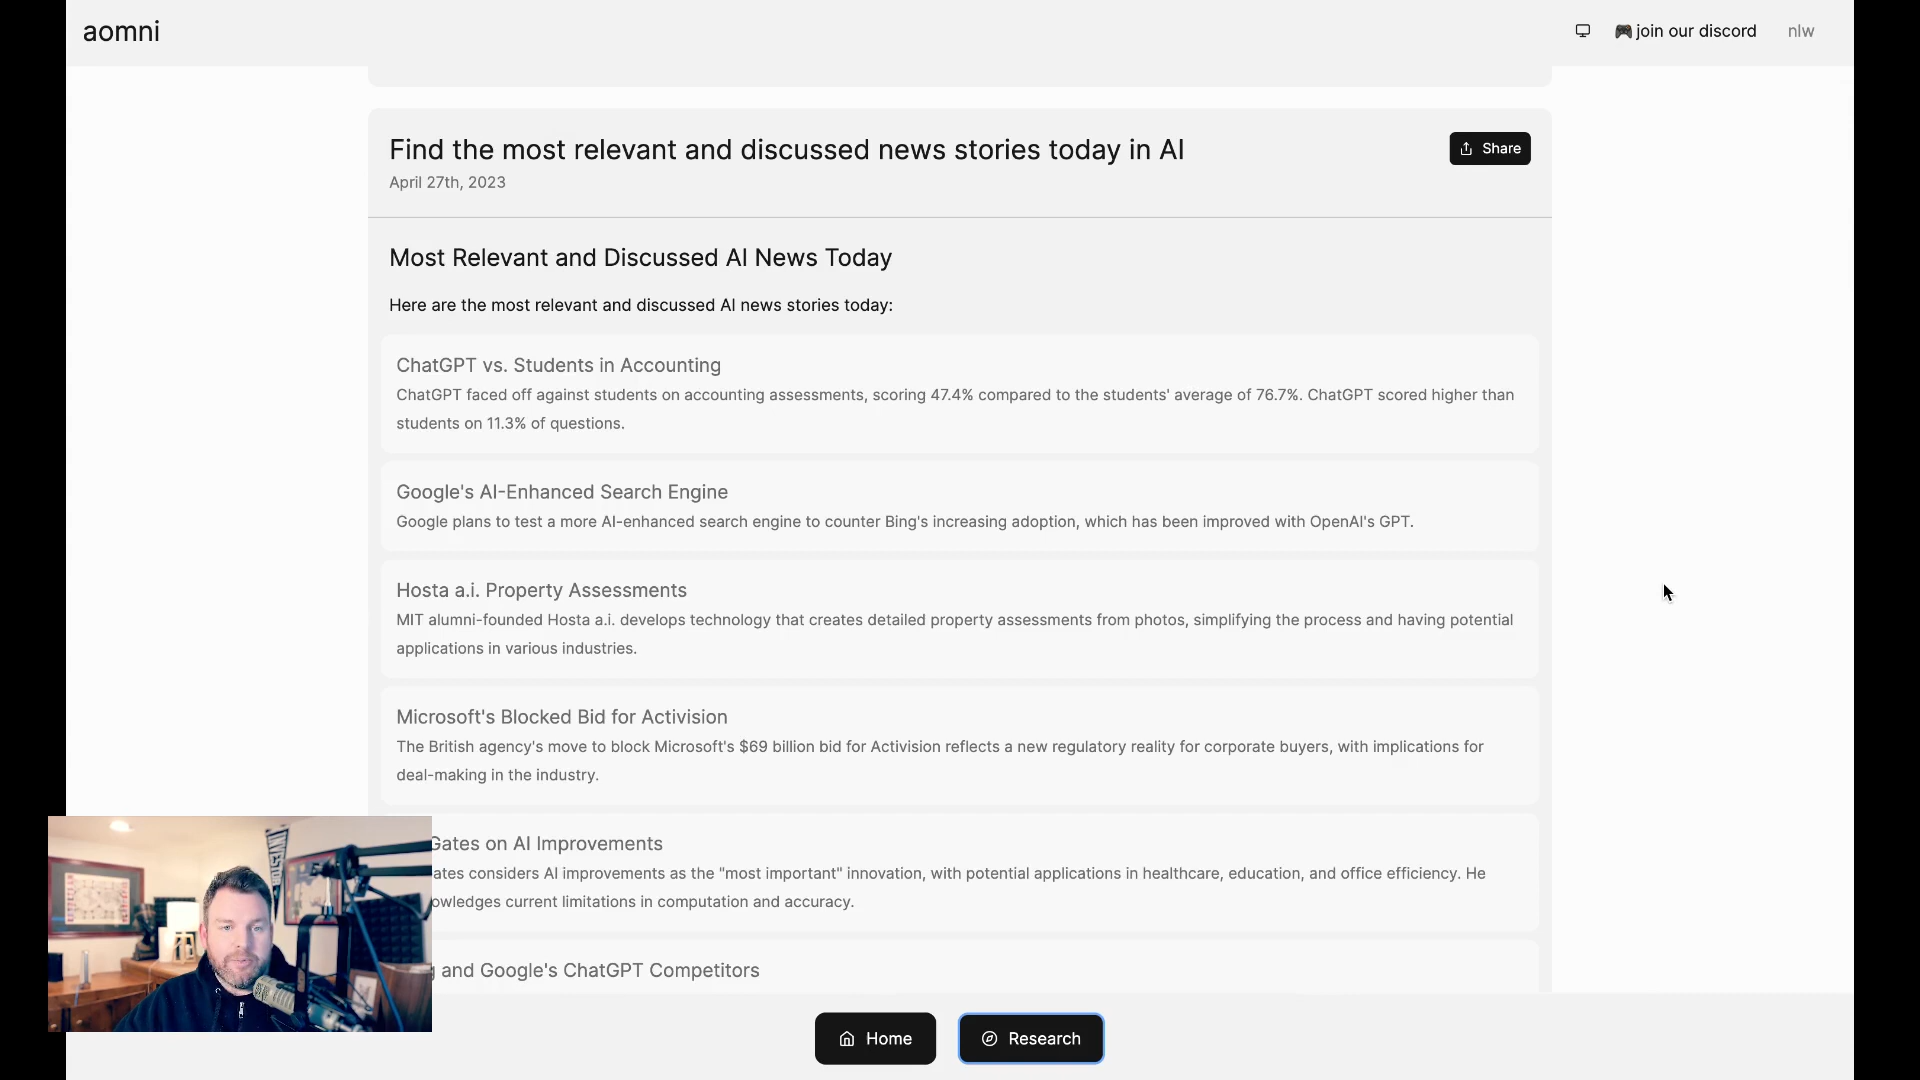 aomni
join our discord
nlw
Find the most relevant and discussed news stories today in AI
Share
April 27th, 2023
Most Relevant and Discussed AI News Today
Here are the most relevant and discussed AI news stories today:
ChatGPT vs. Students in Accounting
ChatGPT faced off against students on accounting assessments, scoring 47.4% compared to the students' average of 76.7%. ChatGPT scored higher than
students on 11.3% of questions.
Google's AI-Enhanced Search Engine
Google plans to test a more AI-enhanced search engine to counter Bing's increasing adoption, which has been improved with OpenAI's GPT.
Hosta a.i. Property Assessments
MIT alumni-founded Hosta a.i. develops technology that creates detailed property assessments from photos, simplifying the process and having potential
applications in various industries.
Microsoft's Blocked Bid for Activision
The British agency's move to block Microsoft's $69 billion bid for Activision reflects a new regulatory reality for corporate buyers, with implications for
deal-making in the industry.
Gates on AI Improvements
considers AI improvements as the "most important" innovation, with potential applications in healthcare, education, and office efficiency. He
current limitations in computation and accuracy.
and Google's ChatGPT Competitors
INVESTOR
Home
Research